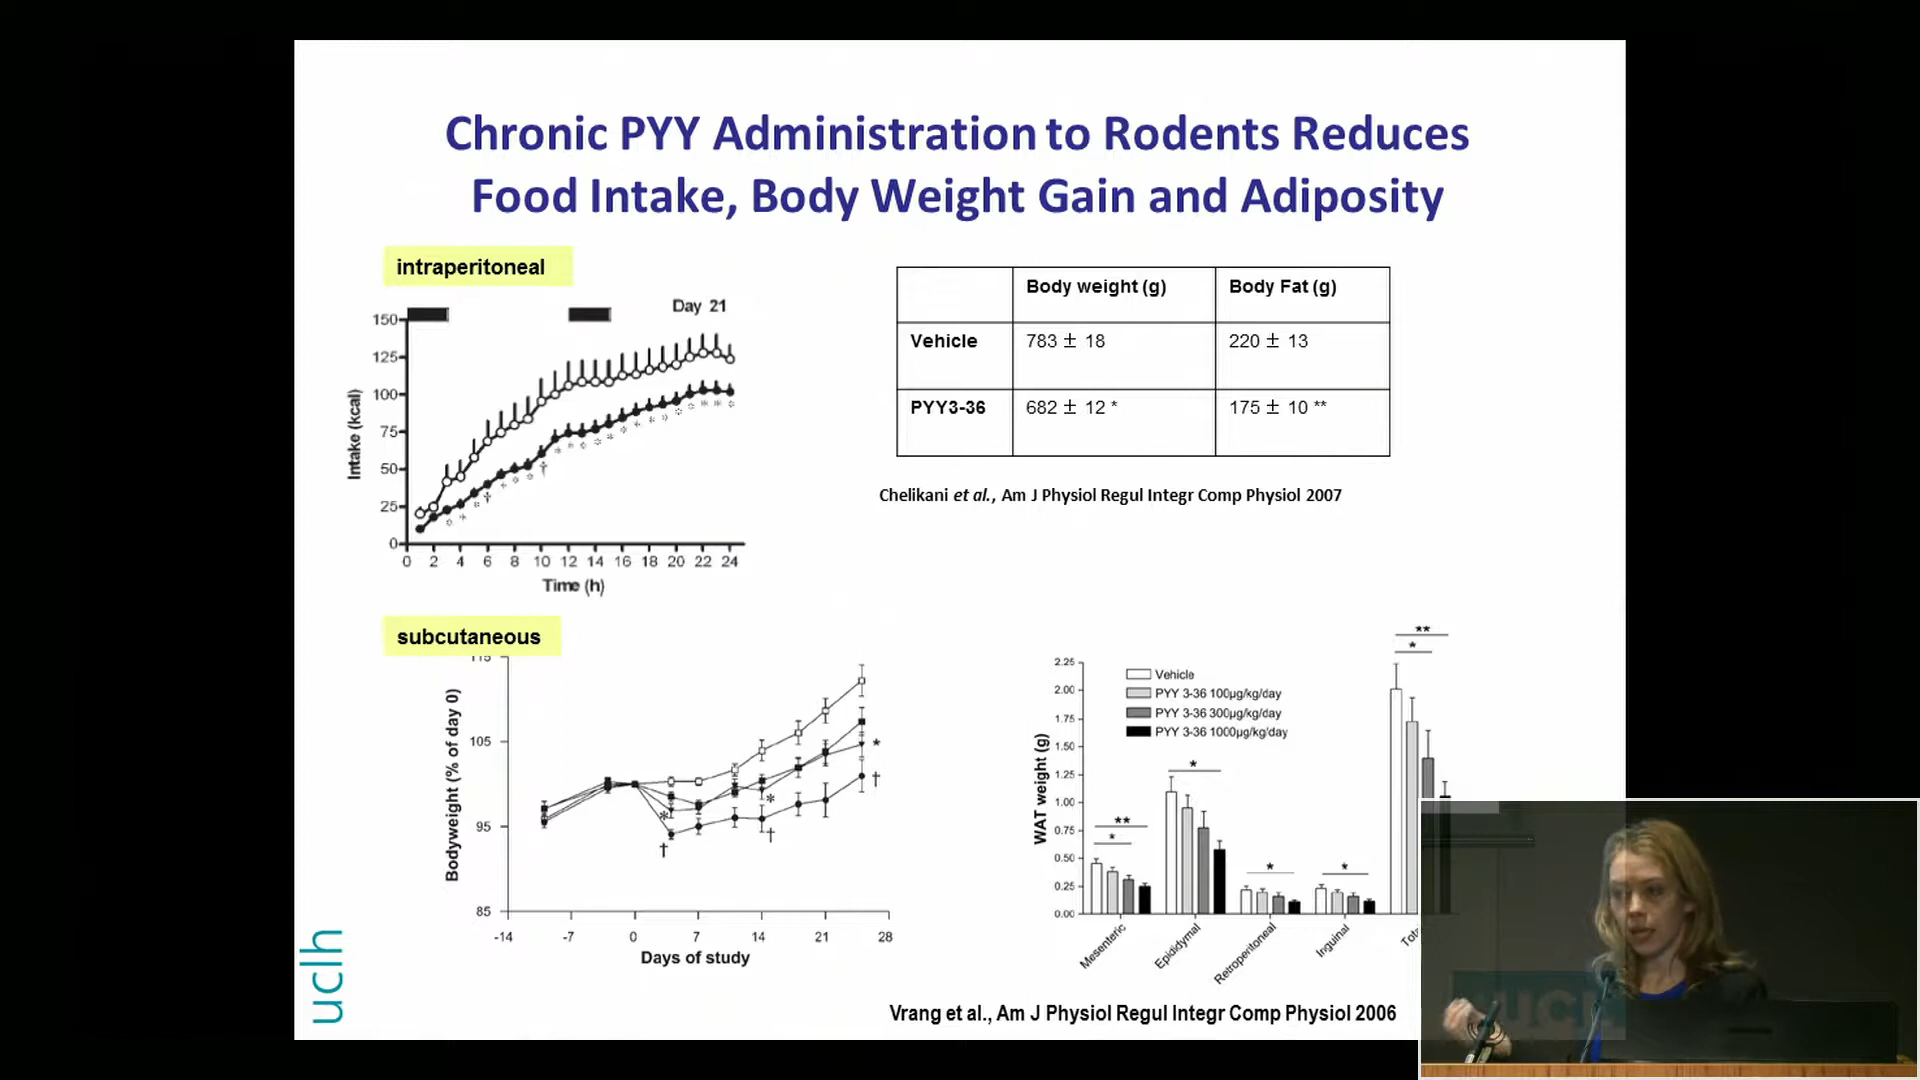 Chronic PYY Administration to Rodents Reduces
Food Intake, Body Weight Gain and Adiposity
intraperitoneal
Day 21
150
125
100
75
50
25
0
Intake (kcal)
0 2 4 6 8 10 12 14 16 18 20 22 24
Time (h)
Body weight (g) Body Fat (g)
Vehicle 783 ± 18 220 ± 13
PYY3-36 682 ± 12 * 175 ± 10 **
Chelikani et al., Am J Physiol Regul Integr Comp Physiol 2007
subcutaneous
115
105
95
85
Bodyweight (% of day 0)
* † * † * †
-14 -7 0 7 14 21 28
Days of study
2.25
2.00
1.75
1.50
1.25
1.00
0.75
0.50
0.25
0.00
WAT weight (g)
Vehicle
PYY 3-36 100µg/kg/day
PYY 3-36 300µg/kg/day
PYY 3-36 1000µg/kg/day
** * * * * ** *
Mesenteric
Epididymal
Retroperitoneal
Inguinal
Vrang et al., Am J Physiol Regul Integr Comp Physiol 2006
uclh